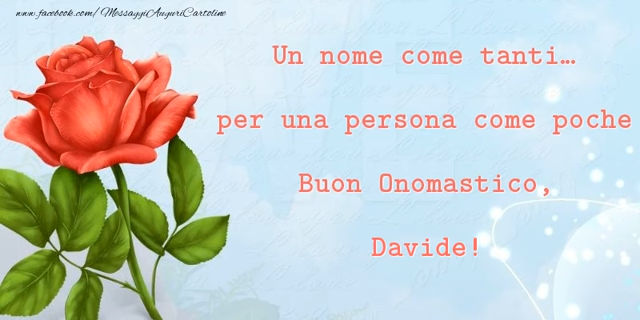 www.facebook.com/MessaggiAuguriCartoline
Un nome come tanti…
per una persona come poche
Buon Onomastico,
Davide!